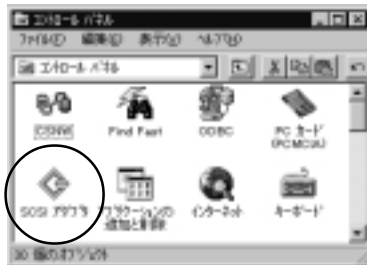 コントロール パネル
ファイル(F) 編集(E) 表示(V) ヘルプ(H)
コントロール パネル
CSNW
Find Fast
ODBC
PC カード (PCMCIA)
SCSI アダプタ
アプリケーションの 追加と削除
インターネット
キーボード
30 個のオブジェクト